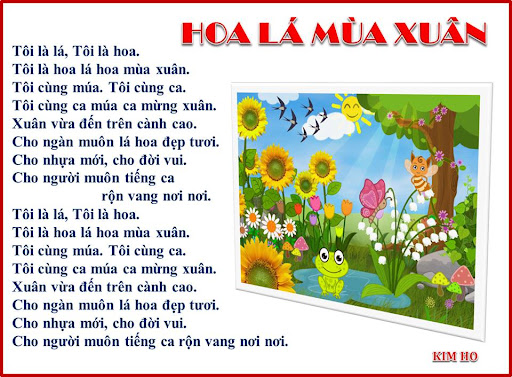 HOA LÁ MÙA XUÂN
Tôi là lá, Tôi là hoa.
Tôi là hoa lá hoa mùa xuân.
Tôi cùng múa. Tôi cùng ca.
Tôi cùng ca múa ca mừng xuân.
Xuân vừa đến trên cành cao.
Cho ngàn muôn lá hoa đẹp tươi.
Cho nhựa mới, cho đời vui.
Cho người muôn tiếng ca
rộn vang nơi nơi.
Tôi là lá, Tôi là hoa.
Tôi là hoa lá hoa mùa xuân.
Tôi cùng múa. Tôi cùng ca.
Tôi cùng ca múa ca mừng xuân.
Xuân vừa đến trên cành cao.
Cho ngàn muôn lá hoa đẹp tươi.
Cho nhựa mới, cho đời vui.
Cho người muôn tiếng ca rộn vang nơi nơi.
KIM HO